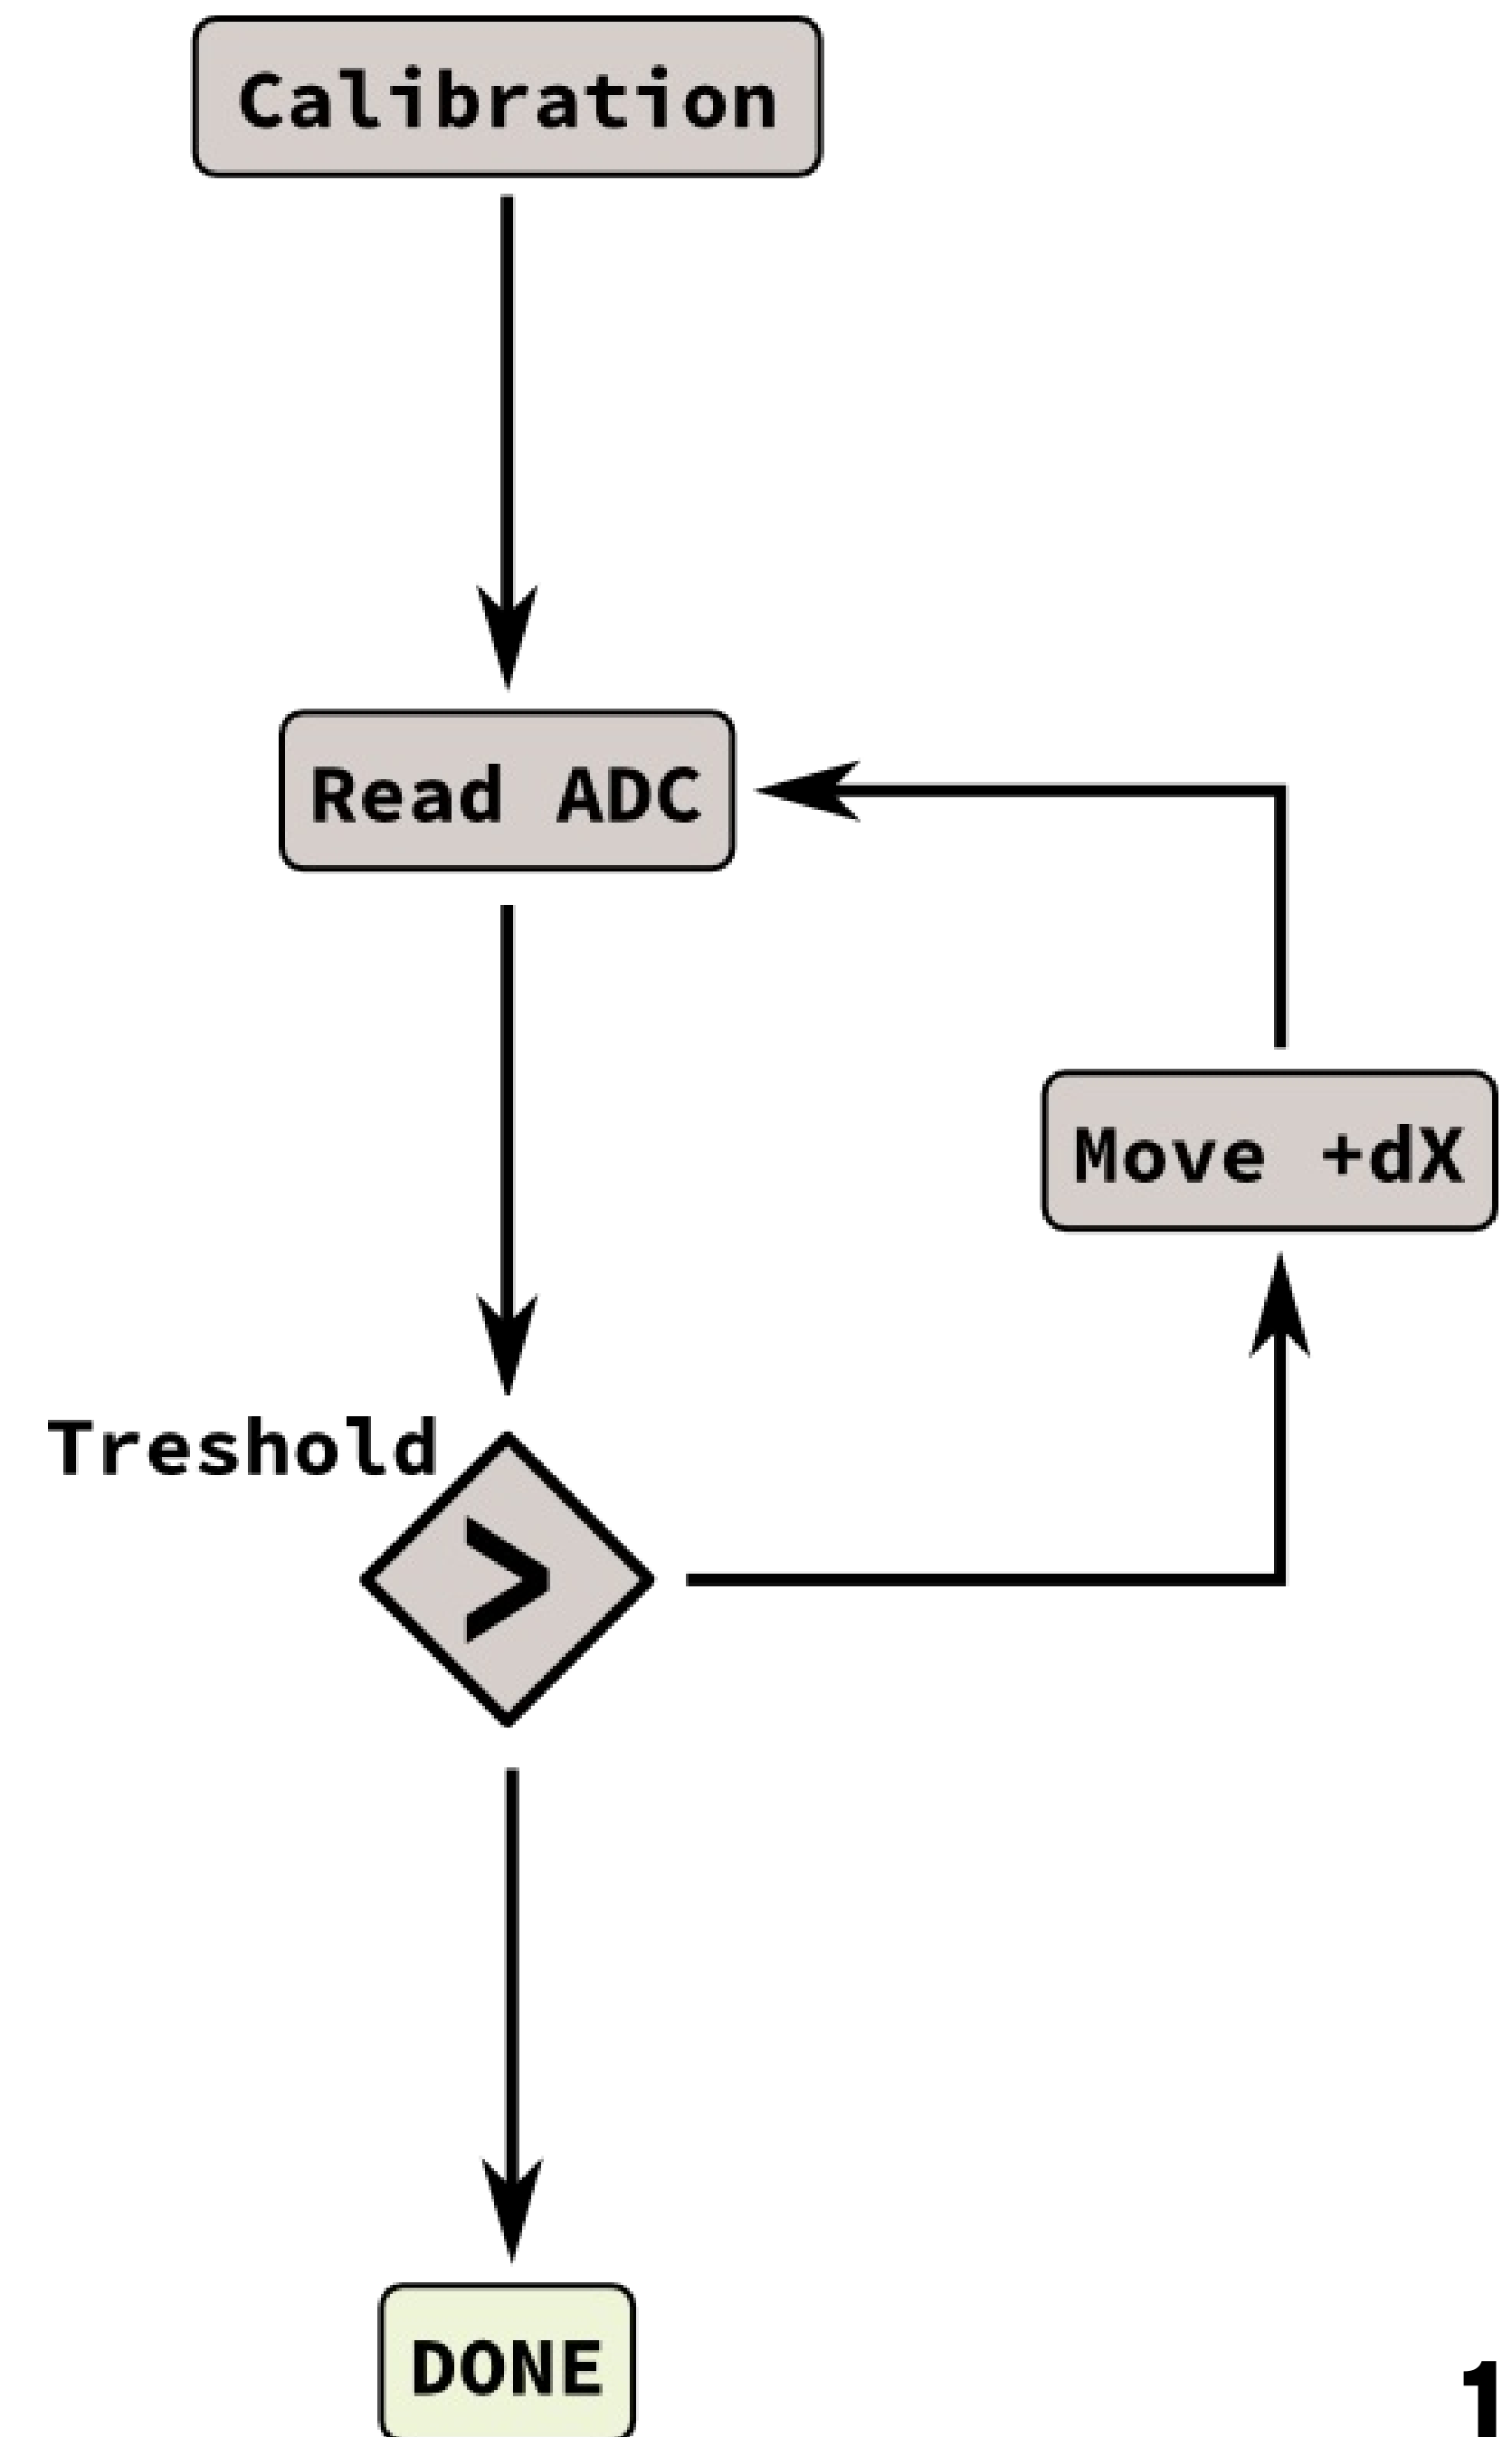 Calibration
Read ADC
Move +dX
Treshold
>
DONE
1